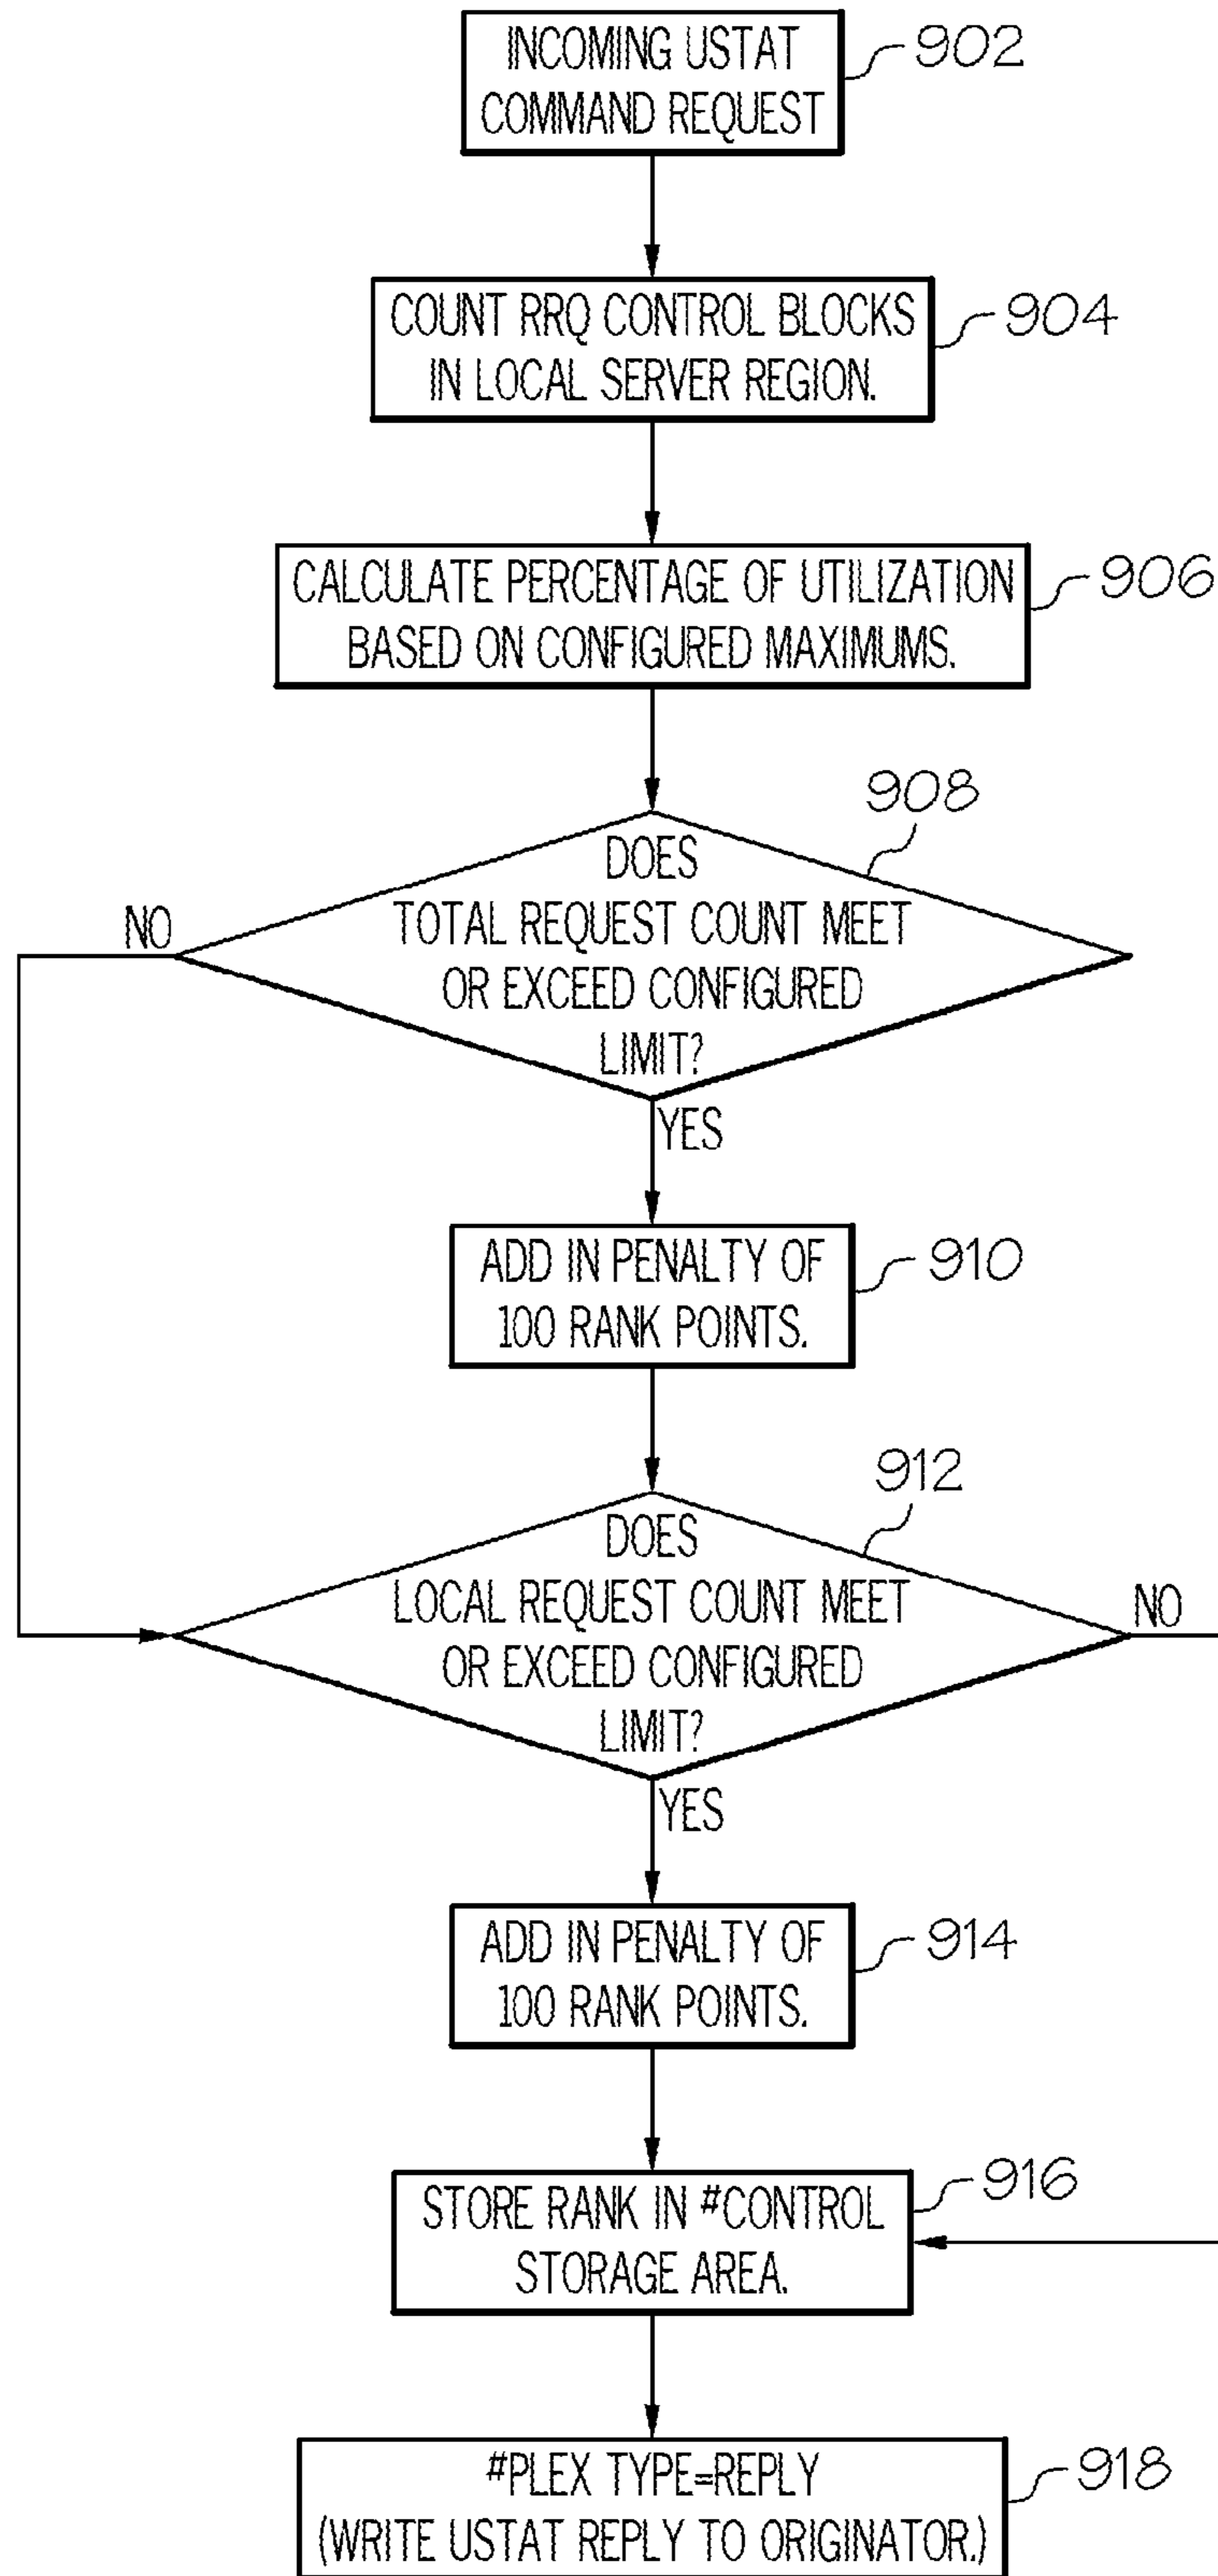 INCOMING USTAT
COMMAND REQUEST
902
COUNT RRQ CONTROL BLOCKS
IN LOCAL SERVER REGION.
904
CALCULATE PERCENTAGE OF UTILIZATION
BASED ON CONFIGURED MAXIMUMS.
906
908
DOES
TOTAL REQUEST COUNT MEET
OR EXCEED CONFIGURED
LIMIT?
NO
YES
ADD IN PENALTY OF
100 RANK POINTS.
910
912
DOES
LOCAL REQUEST COUNT MEET
OR EXCEED CONFIGURED
LIMIT?
NO
YES
ADD IN PENALTY OF
100 RANK POINTS.
914
STORE RANK IN #CONTROL
STORAGE AREA.
916
#PLEX TYPE=REPLY
(WRITE USTAT REPLY TO ORIGINATOR.)
918